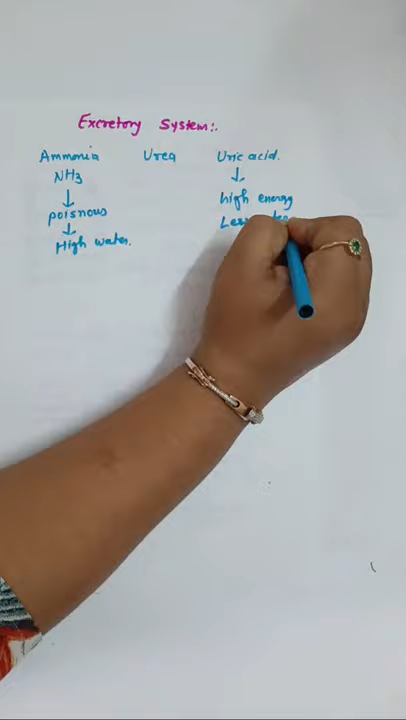 Excretory System:.
Ammonia Urea Uric acid.
NH3
high energy
poisnous
High water.